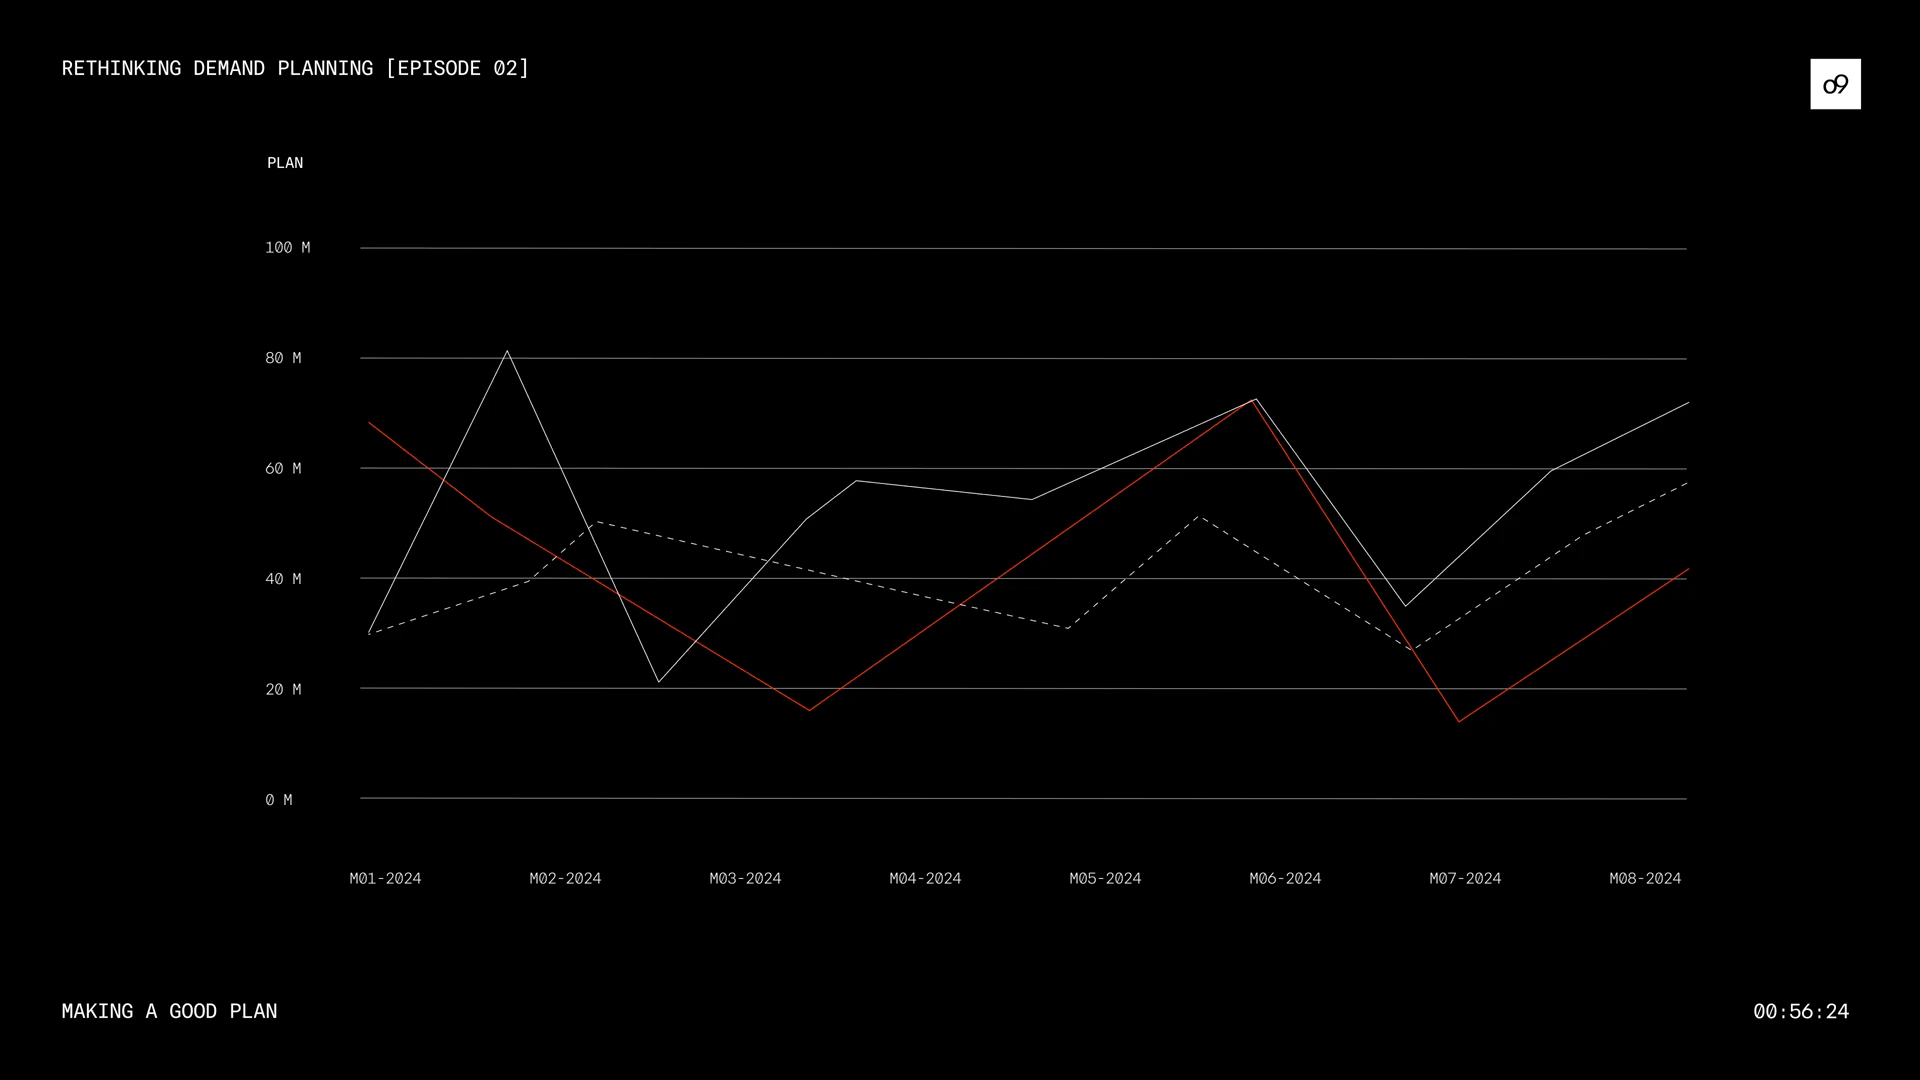 RETHINKING DEMAND PLANNING [EPISODE 02]
o9
PLAN
100 M
80 M
60 M
40 M
20 M
0 M
M01-2024 M02-2024 M03-2024 M04-2024 M05-2024 M06-2024 M07-2024 M08-2024
MAKING A GOOD PLAN
00:56:24